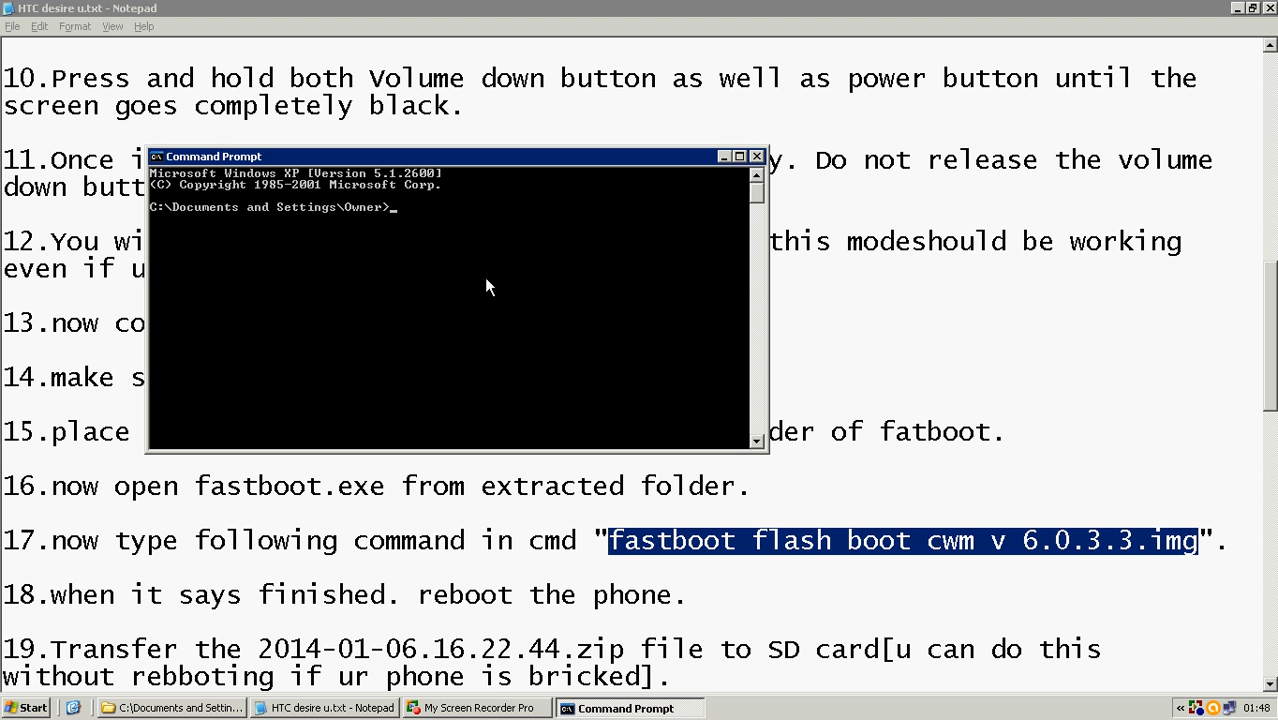 HTC desire u.txt - Notepad
File Edit Format View Help
10.Press and hold both Volume down button as well as power button until the
screen goes completely black.
Command Prompt
Microsoft Windows XP [Version 5.1.2600]
(C) Copyright 1985-2001 Microsoft Corp.
C:\Documents and Settings\Owner>_
11.Once i y. Do not release the volume
down butt
12.You wi this modeshould be working
even if u
13.now co
14.make s
15.place der of fatboot.
16.now open fastboot.exe from extracted folder.
17.now type following command in cmd "fastboot flash boot cwm v 6.0.3.3.img".
18.when it says finished. reboot the phone.
19.Transfer the 2014-01-06.16.22.44.zip file to SD card[u can do this
without rebboting if ur phone is bricked].
Start C:\Documents and Settin... HTC desire u.txt - Notepad My Screen Recorder Pro Command Prompt 01:48